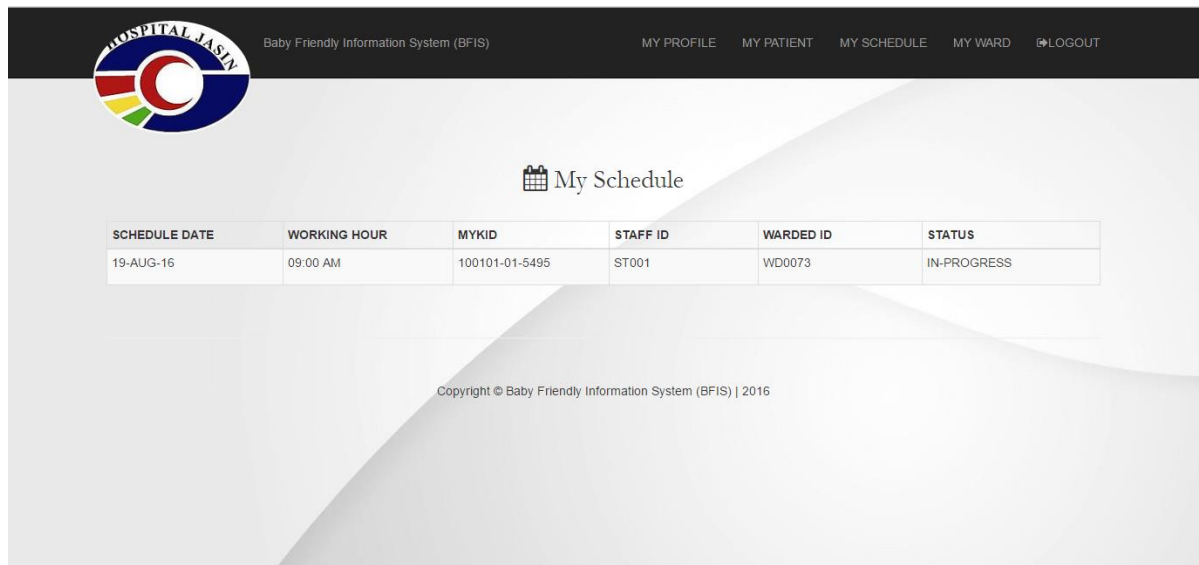 HOSPITAL JASIN
Baby Friendly Information System (BFIS) MY PROFILE MY PATIENT MY SCHEDULE MY WARD LOGOUT
My Schedule
SCHEDULE DATE WORKING HOUR MYKID STAFF ID WARDED ID STATUS
19-AUG-16 09:00 AM 100101-01-5495 ST001 WD0073 IN-PROGRESS
Copyright © Baby Friendly Information System (BFIS) | 2016